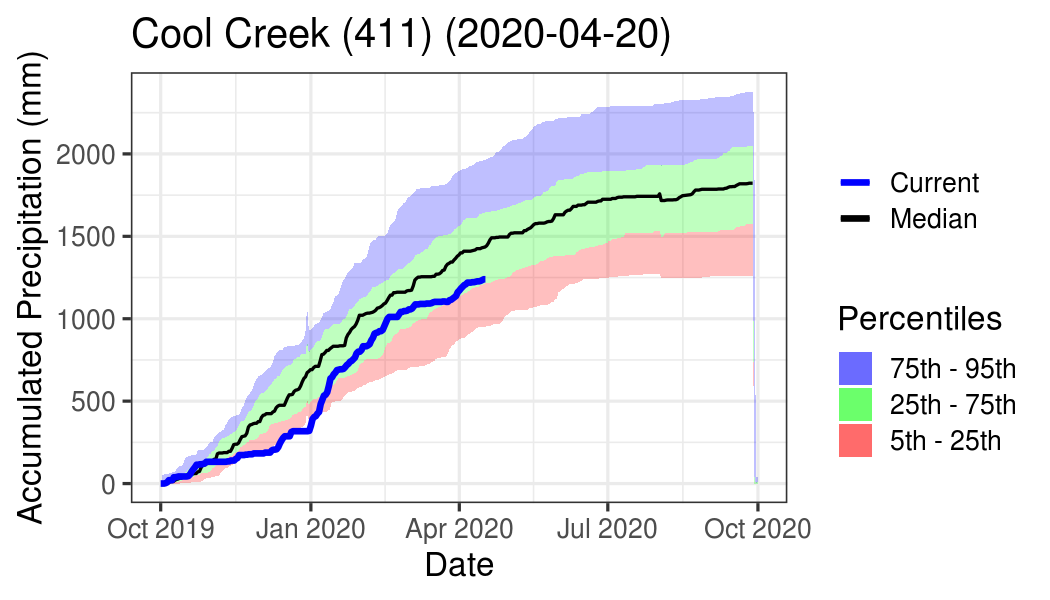 Cool Creek (411) (2020-04-20)
Accumulated Precipitation (mm)
2000
1500
1000
500
0
Oct 2019
Jan 2020
Apr 2020
Jul 2020
Oct 2020
Date
Current
Median
Percentiles
75th - 95th
25th - 75th
5th - 25th